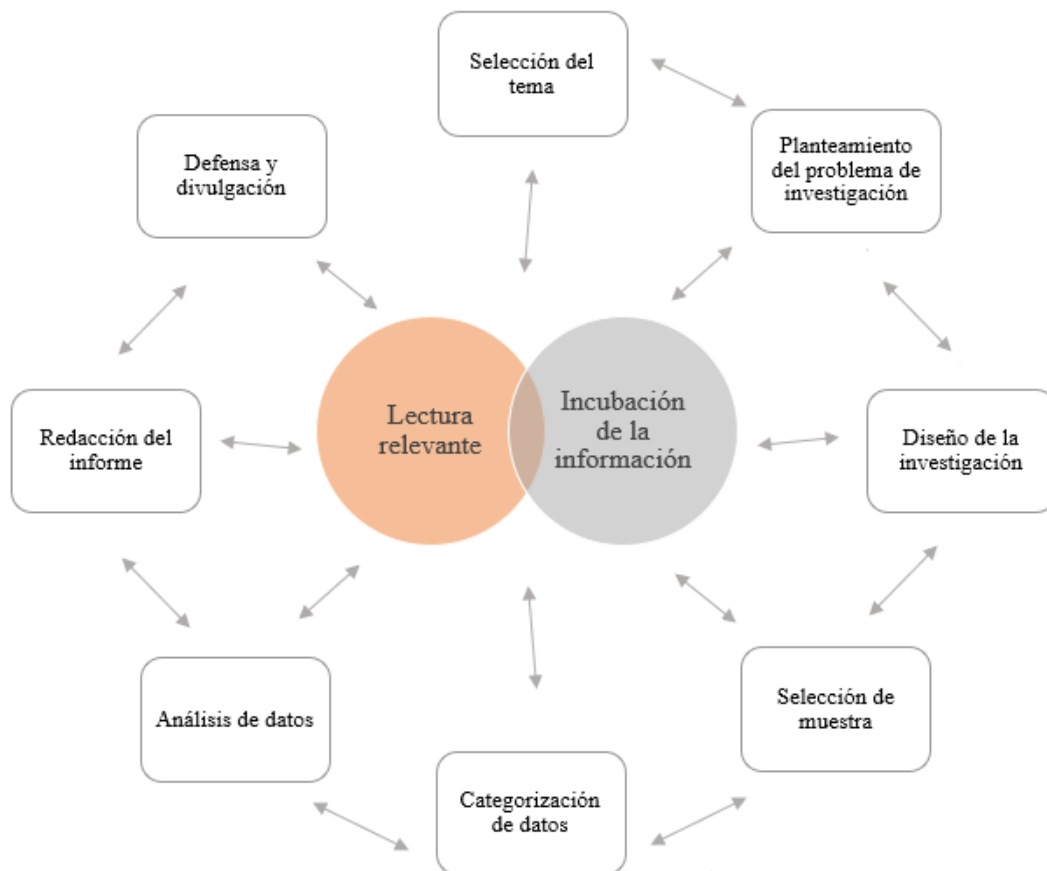 Selección del
tema
Planteamiento
del problema de
investigación
Defensa y
divulgación
Lectura
relevante
Incubación
de la
información
Redacción del
informe
Diseño de la
investigación
Análisis de datos
Selección de
muestra
Categorización
de datos